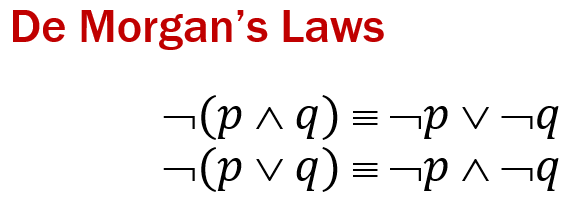 De Morgan’s Laws
¬(p ∧ q) ≡ ¬p ∨ ¬q
¬(p ∨ q) ≡ ¬p ∧ ¬q